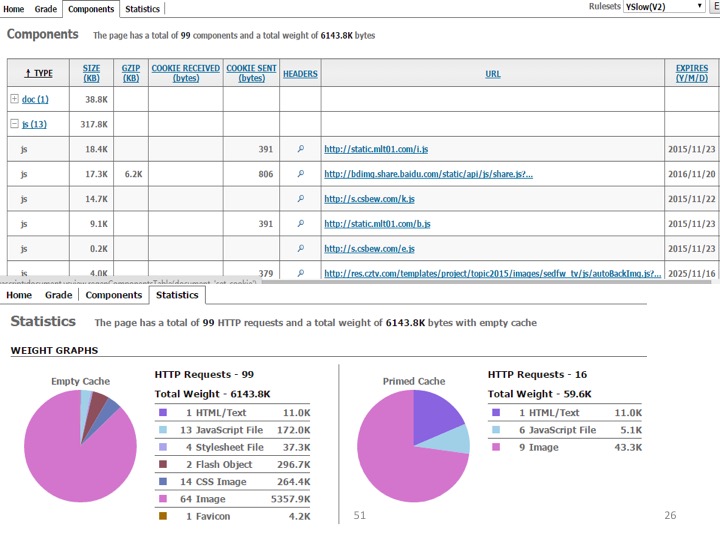 Home Grade Components Statistics Rulesets YSlow(V2)
Components The page has a total of 99 components and a total weight of 6143.8K bytes
↑ TYPE SIZE (KB) GZIP (KB) COOKIE RECEIVED (bytes) COOKIE SENT (bytes) HEADERS URL EXPIRES (Y/M/D)
doc (1) 38.8K
js (13) 317.8K
js 18.4K 391 http://static.mlt01.com/i.js 2015/11/23
js 17.3K 6.2K 806 http://bdimg.share.baidu.com/static/api/js/share.js?... 2016/11/20
js 14.7K http://s.csbew.com/k.js 2015/11/22
js 9.1K 391 http://static.mlt01.com/b.js 2015/11/23
js 0.2K http://s.csbew.com/e.js 2015/11/23
js 4.0K 379 http://res.cztv.com/templates/project/topic2015/images/sedfw_tv/js/autoBackImg.js?... 2025/11/16
Home Grade Components Statistics
Statistics The page has a total of 99 HTTP requests and a total weight of 6143.8K bytes with empty cache
WEIGHT GRAPHS
Empty Cache
HTTP Requests - 99
Total Weight - 6143.8K
1 HTML/Text 11.0K
13 JavaScript File 172.0K
4 Stylesheet File 37.3K
2 Flash Object 296.7K
14 CSS Image 264.4K
64 Image 5357.9K
1 Favicon 4.2K
Primed Cache
HTTP Requests - 16
Total Weight - 59.6K
1 HTML/Text 11.0K
6 JavaScript File 5.1K
9 Image 43.3K
51 26